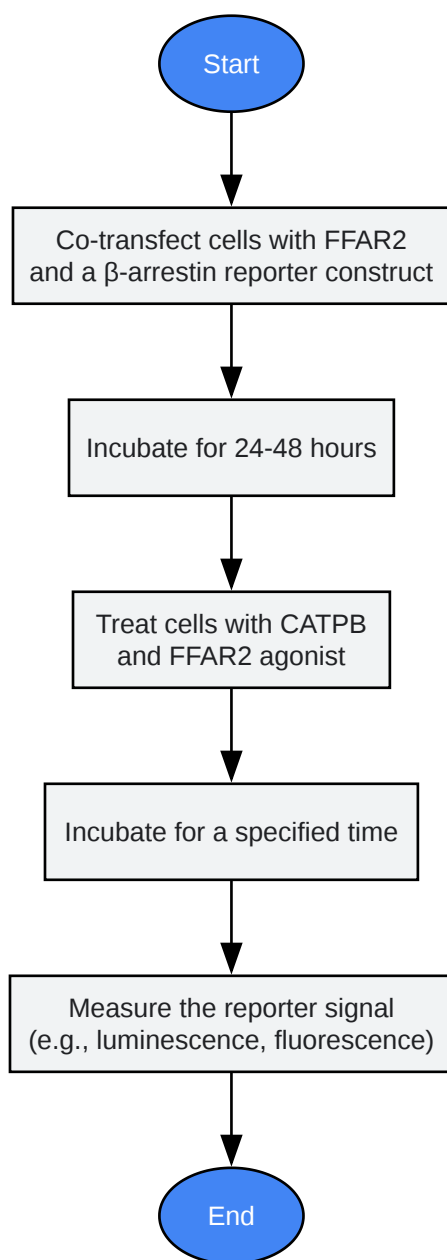 Start
Co-transfect cells with FFAR2
and a β-arrestin reporter construct
Incubate for 24-48 hours
Treat cells with CATPB
and FFAR2 agonist
Incubate for a specified time
Measure the reporter signal
(e.g., luminescence, fluorescence)
End